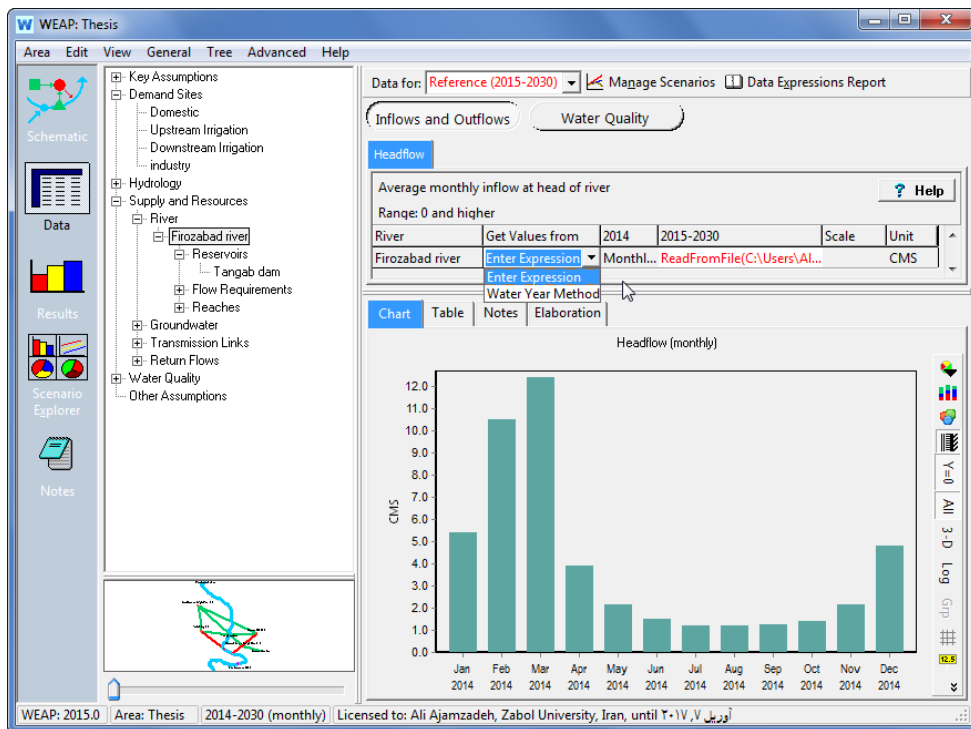 WEAP: Thesis
Area Edit View General Tree Advanced Help
Schematic
Data
Results
Scenario
Explorer
Notes
Key Assumptions
Demand Sites
Domestic
Upstream Irrigation
Downstream Irrigation
industry
Hydrology
Supply and Resources
River
Firozabad river
Reservoirs
Tangab dam
Flow Requirements
Reaches
Groundwater
Transmission Links
Return Flows
Water Quality
Other Assumptions
Data for: Reference (2015-2030) Manage Scenarios Data Expressions Report
Inflows and Outflows Water Quality
Headflow
Average monthly inflow at head of river ? Help
Range: 0 and higher
River Get Values from 2014 2015-2030 Scale Unit
Firozabad river Enter Expression Monthl... ReadFromFile(C:\Users\Al... CMS
Enter Expression
Water Year Method
Chart Table Notes Elaboration
Headflow (monthly)
CMS
12.0
11.0
10.0
9.0
8.0
7.0
6.0
5.0
4.0
3.0
2.0
1.0
0.0
Jan Feb Mar Apr May Jun Jul Aug Sep Oct Nov Dec
2014 2014 2014 2014 2014 2014 2014 2014 2014 2014 2014 2014
Y=0
All
3-D
Log
Grp
12.5
WEAP: 2015.0 Area: Thesis 2014-2030 (monthly) Licensed to: Ali Ajamzadeh, Zabol University, Iran, until آوریل ۷, ۲۰۱۷